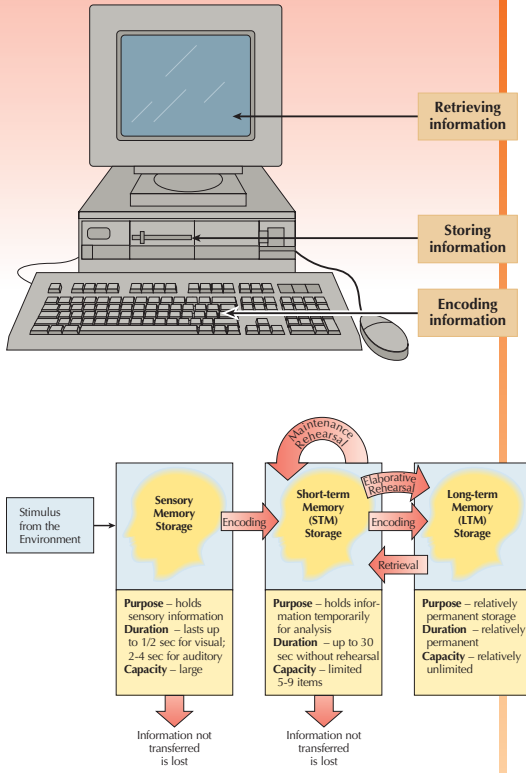 Retrieving
information
Storing
information
Encoding
information
Maintenance
Rehearsal
Elaborative
Rehearsal
Stimulus
from the
Environment
Sensory
Memory
Storage
Encoding
Short-term
Memory
(STM)
Storage
Encoding
Retrieval
Long-term
Memory
(LTM)
Storage
Purpose – holds
sensory information
Duration – lasts up
to 1/2 sec for visual;
2-4 sec for auditory
Capacity – large
Purpose – holds infor-
mation temporarily
for analysis
Duration – up to 30
sec without rehearsal
Capacity – limited
5-9 items
Purpose – relatively
permanent storage
Duration – relatively
permanent
Capacity – relatively
unlimited
Information not
transferred
is lost
Information not
transferred
is lost